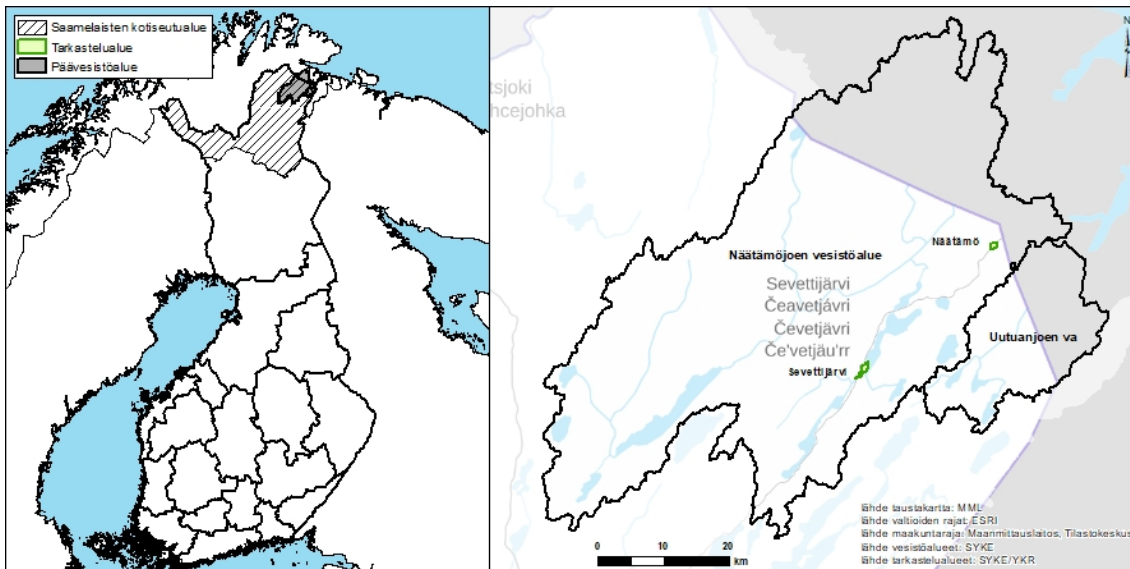 Saamelaisten kotiseutualue
Tarkastelualue
Päävesistöalue
N
tsjoki
hcejohka
Näätämö
Näätämöjoen vesistöalue
Sevettijärvi
Čeavetjávri
Čevetjävri
Če'vetjäu'rr
Sevettijärvi
Uutuanjoen va
lähde taustakartta: MML
lähde valtioiden rajat: ESRI
lähde maakuntaraja: Maanmittauslaitos, Tilastokeskus
lähde vesistöalueet: SYKE
lähde tarkastelualueet: SYKE/YKR
0 10 20
km